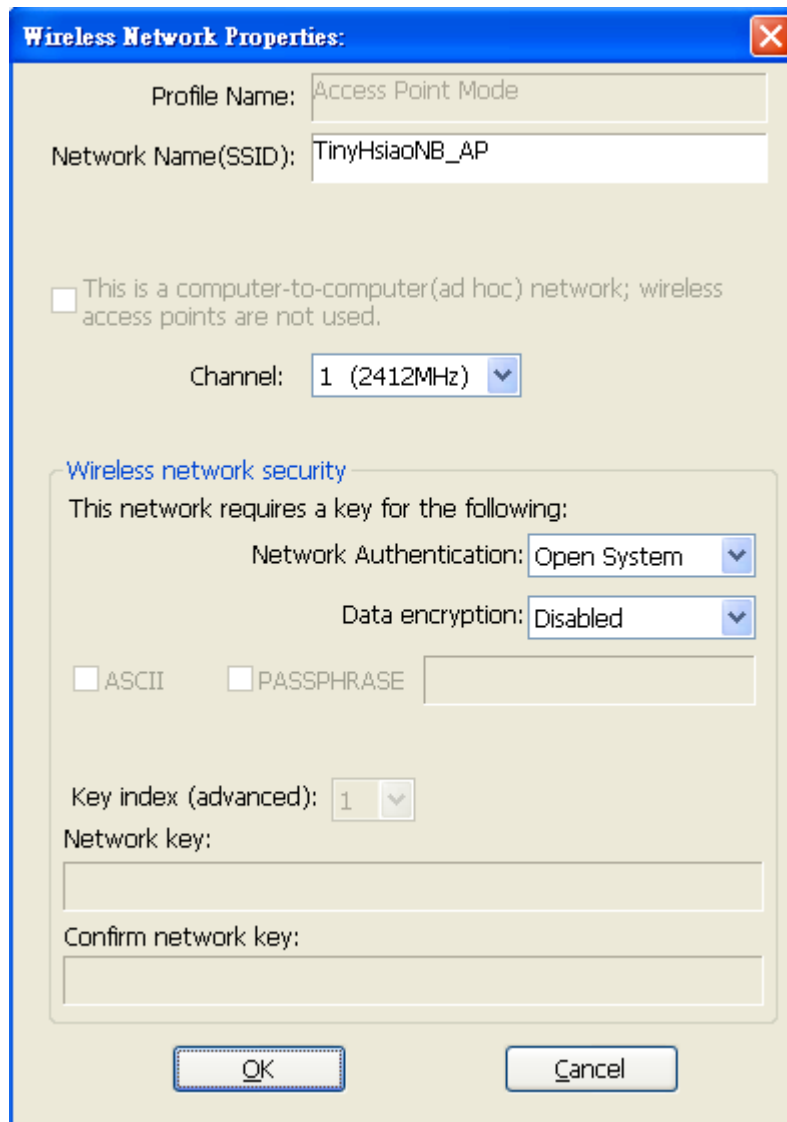 Wireless Network Properties:
Profile Name: Access Point Mode
Network Name(SSID): TinyHsiaoNB_AP
This is a computer-to-computer(ad hoc) network; wireless
access points are not used.
Channel: 1 (2412MHz)
Wireless network security
This network requires a key for the following:
Network Authentication: Open System
Data encryption: Disabled
ASCII PASSPHRASE
Key index (advanced): 1
Network key:
Confirm network key:
OK Cancel